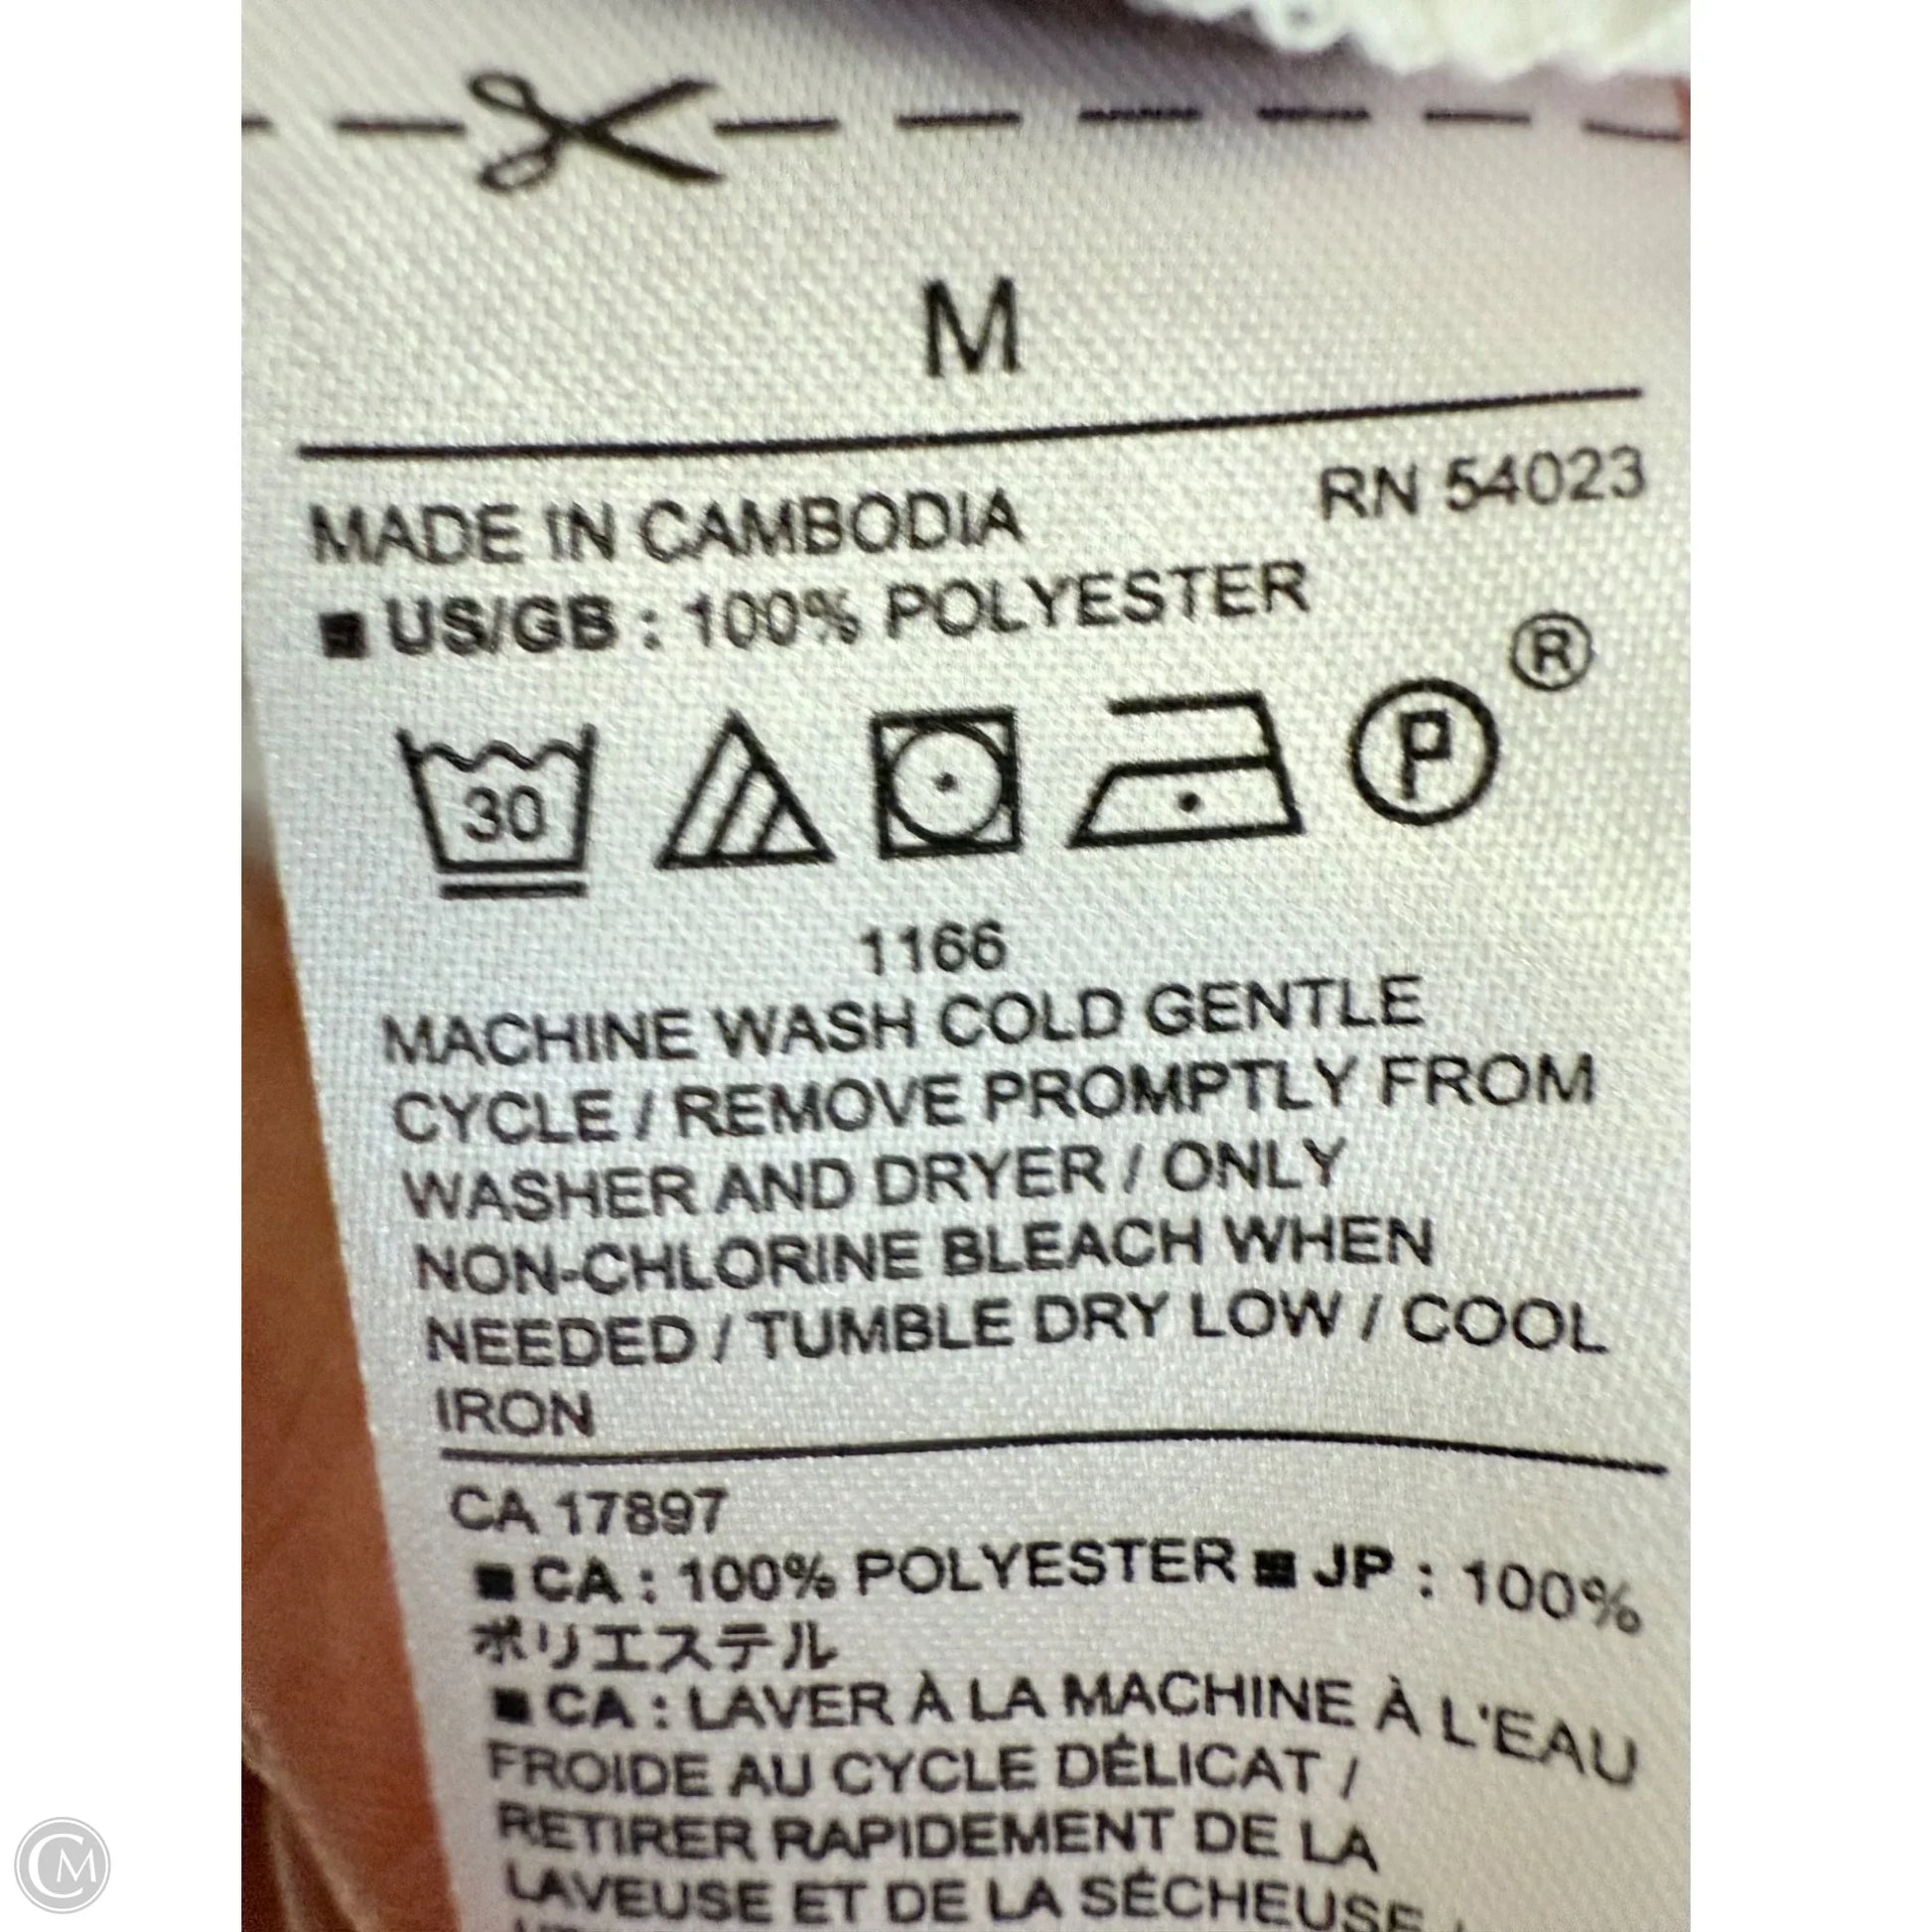 M
MADE IN CAMBODIA RN 54023
■ US/GB : 100% POLYESTER
®
30 P
1166
MACHINE WASH COLD GENTLE
CYCLE / REMOVE PROMPTLY FROM
WASHER AND DRYER / ONLY
NON-CHLORINE BLEACH WHEN
NEEDED / TUMBLE DRY LOW / COOL
IRON
CA 17897
■ CA : 100% POLYESTER ■ JP : 100%
ポリエステル
■ CA : LAVER À LA MACHINE À L'EAU
FROIDE AU CYCLE DÉLICAT /
RETIRER RAPIDEMENT DE LA
LAVEUSE ET DE LA SÉCHEUSE /
CM